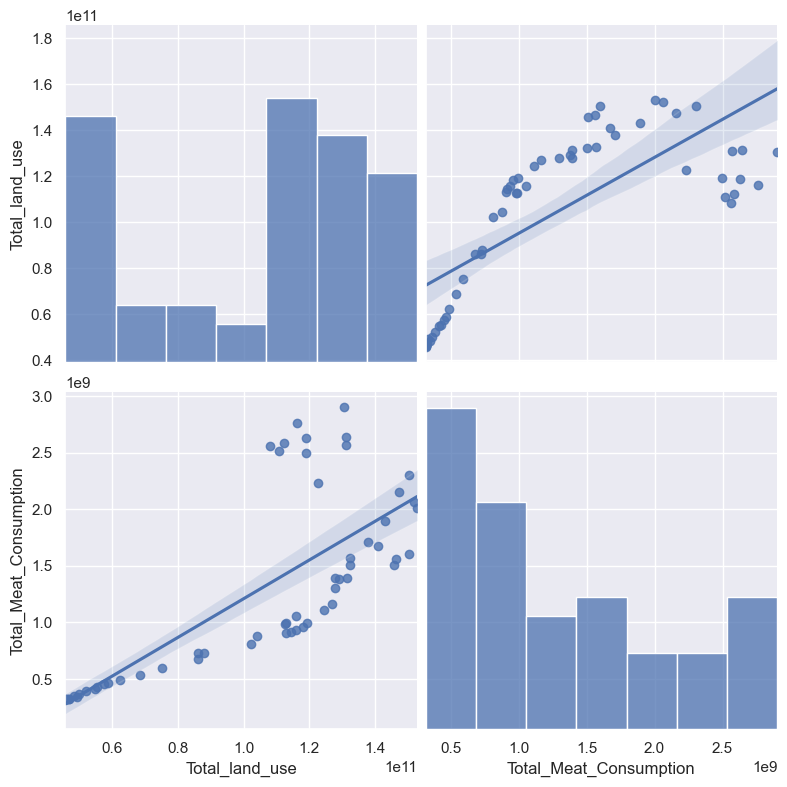 1e11
1.8
1.6
1.4
1.2
1.0
0.8
0.6
0.4
Total_land_use
1e9
3.0
2.5
2.0
1.5
1.0
0.5
Total_Meat_Consumption
0.6 0.8 1.0 1.2 1.4
1e11
Total_land_use
0.5 1.0 1.5 2.0 2.5
1e9
Total_Meat_Consumption